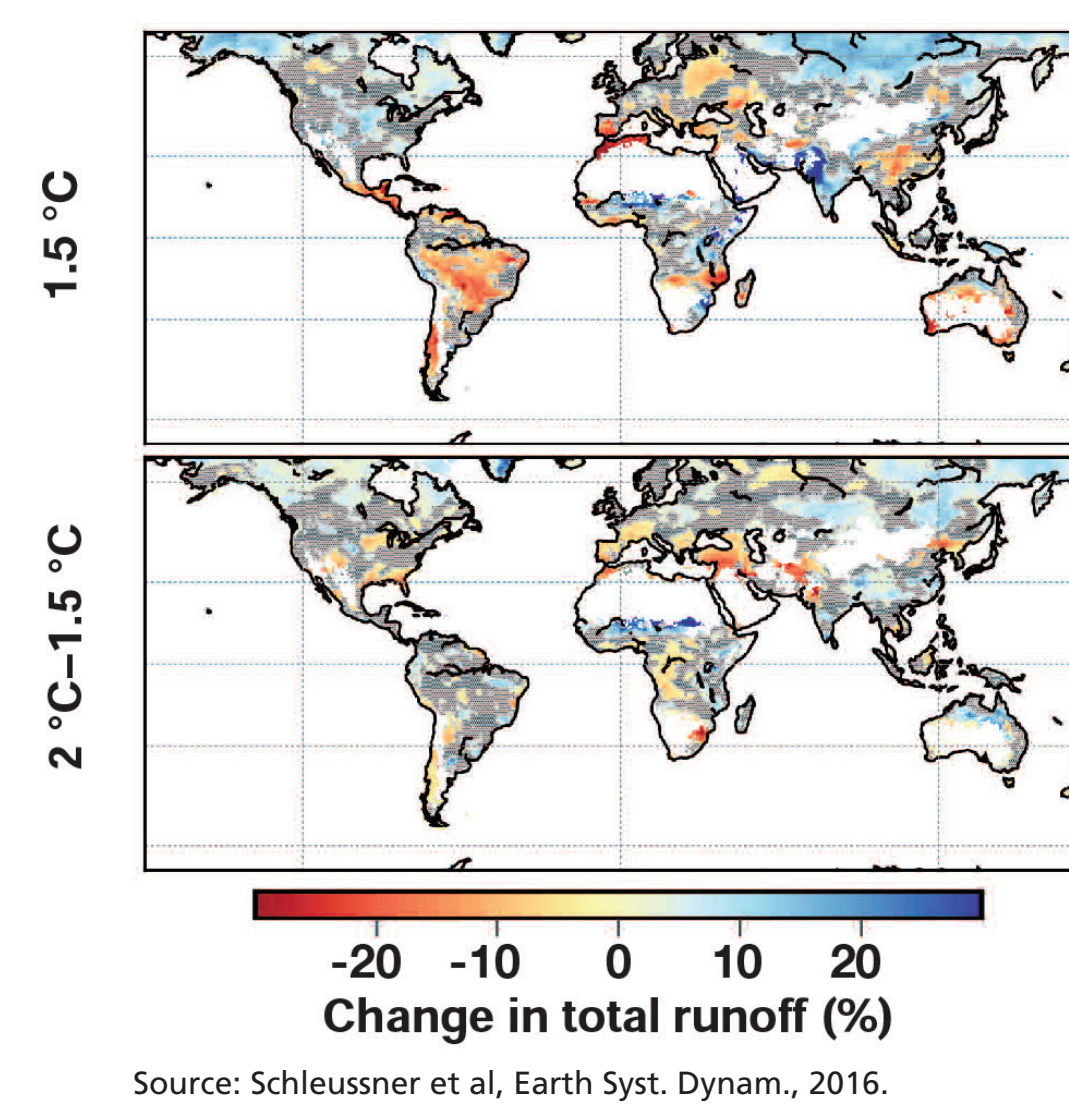 1.5 °C
2 °C–1.5 °C
-20 -10 0 10 20
Change in total runoff (%)
Source: Schleussner et al, Earth Syst. Dynam., 2016.